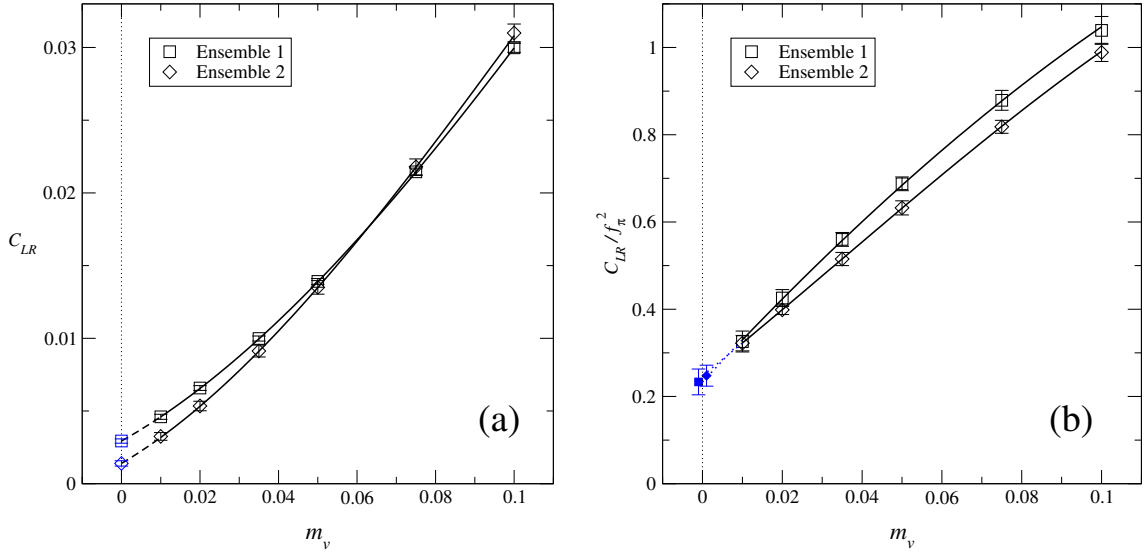 0.03
0.02
0.01
0
C_LR
Ensemble 1
Ensemble 2
(a)
0 0.02 0.04 0.06 0.08 0.1
m_v
1
0.8
0.6
0.4
0.2
0
C_LR / f_π^2
Ensemble 1
Ensemble 2
(b)
0 0.02 0.04 0.06 0.08 0.1
m_v